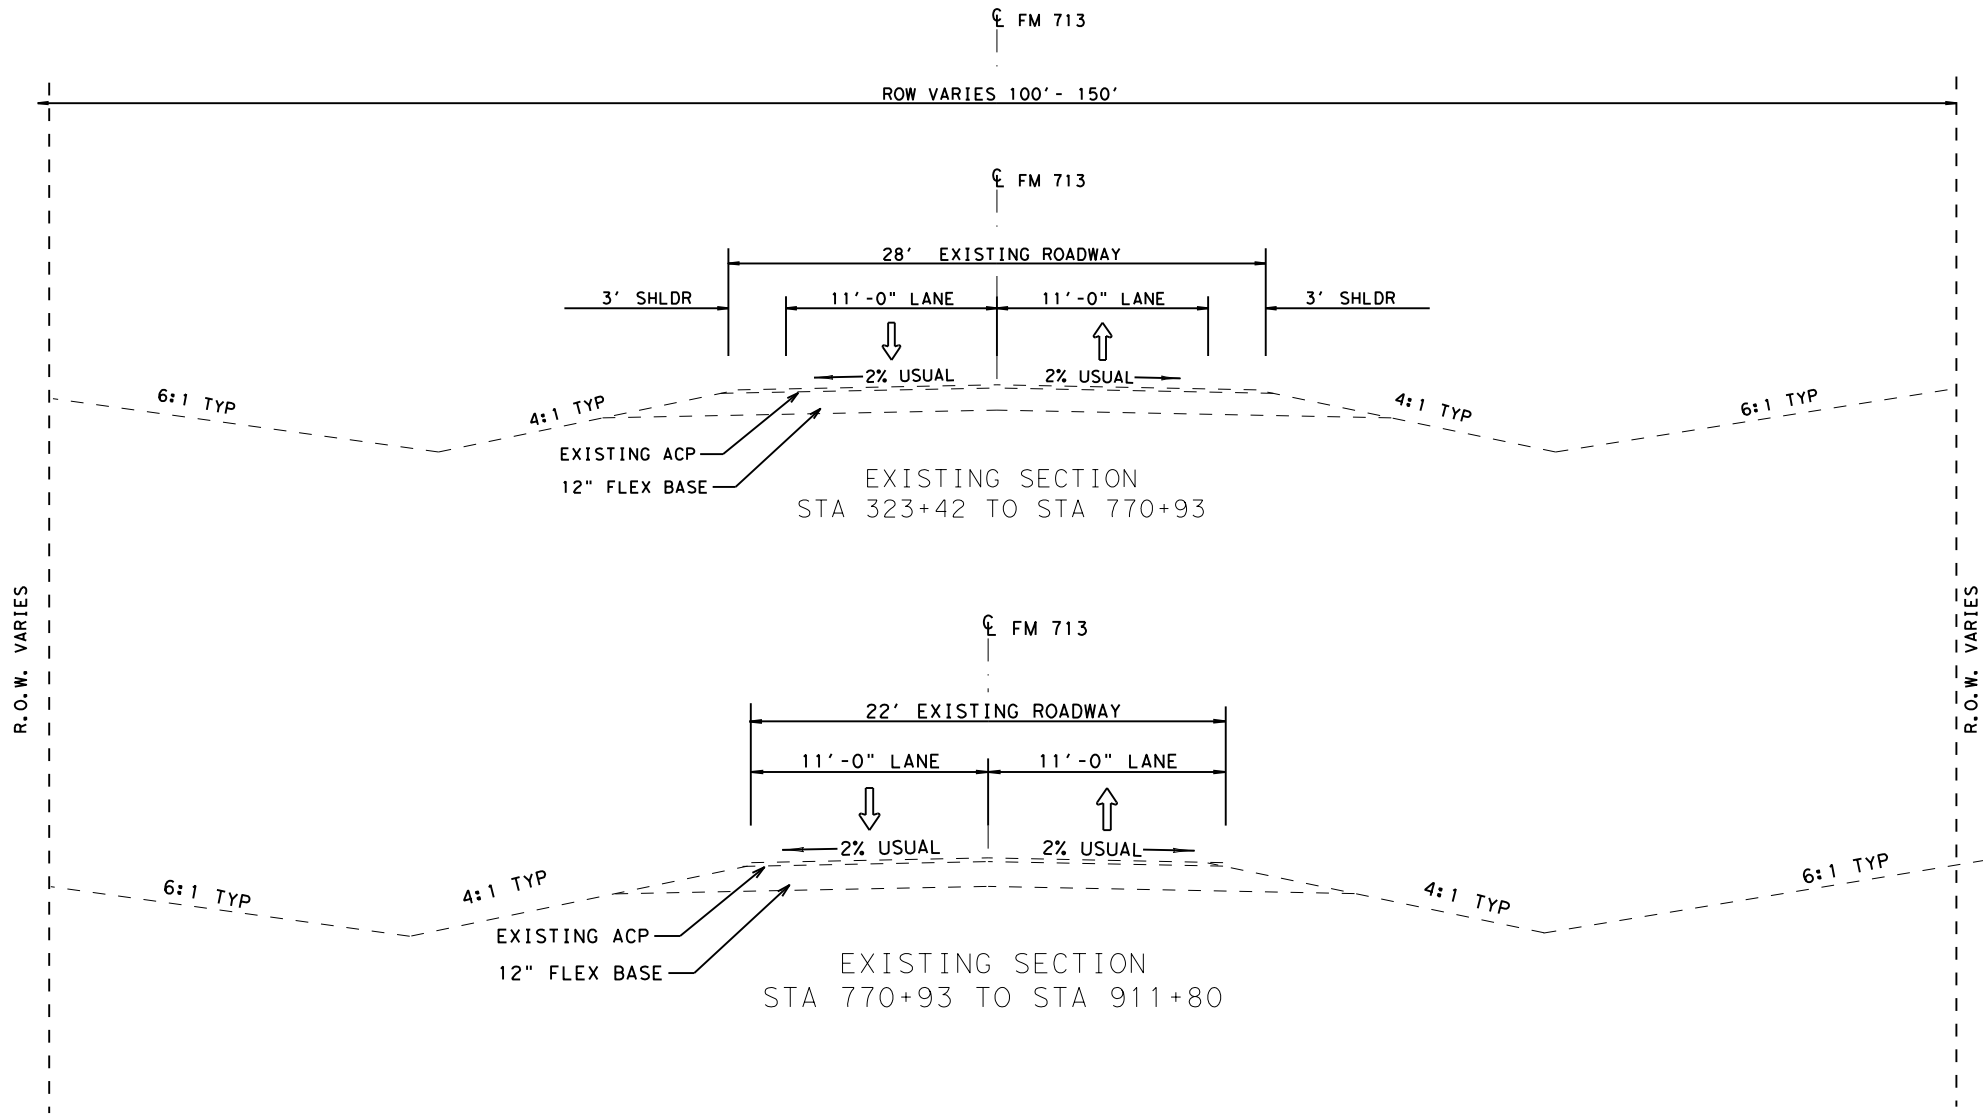 ℄ FM 713
ROW VARIES 100'- 150'
℄ FM 713
28' EXISTING ROADWAY
3' SHLDR
11'-0" LANE
11'-0" LANE
3' SHLDR
2% USUAL
2% USUAL
6:1 TYP
4:1 TYP
4:1 TYP
6:1 TYP
EXISTING ACP
12" FLEX BASE
EXISTING SECTION
STA 323+42 TO STA 770+93
R.O.W. VARIES
R.O.W. VARIES
℄ FM 713
22' EXISTING ROADWAY
11'-0" LANE
11'-0" LANE
2% USUAL
2% USUAL
6:1 TYP
4:1 TYP
4:1 TYP
6:1 TYP
EXISTING ACP
12" FLEX BASE
EXISTING SECTION
STA 770+93 TO STA 911+80